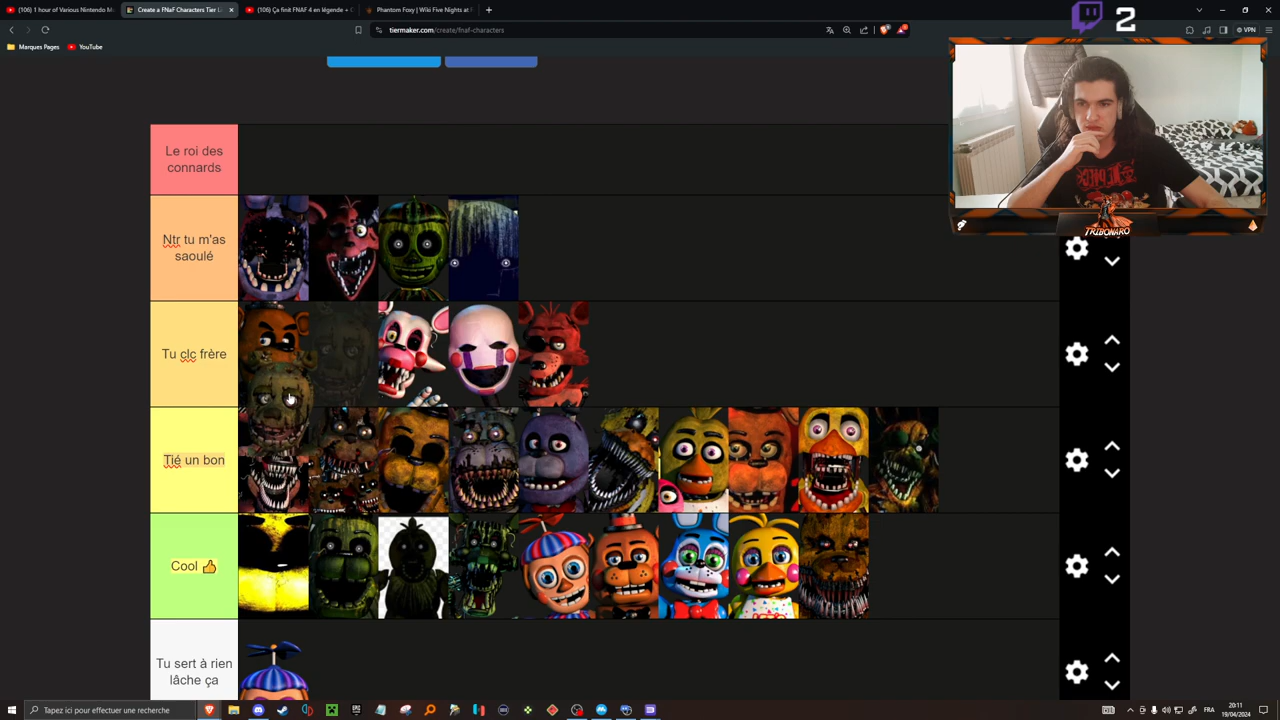 (106) 1 hour of Various Nintendo M
Create a FNaF Characters Tier L
(106) Ça finit FNAF 4 en légende + C
Phantom Foxy | Wiki Five Nights at F
2
tiermaker.com/create/fnaf-characters
VPN
Marques Pages
YouTube
TRIBONARO
Le roi des
connards
Ntr tu m'as
saoulé
Tu clc frère
Tié un bon
Cool 👍
Tu sert à rien
lâche ça
Tapez ici pour effectuer une recherche
FRA
20:11
19/04/2024